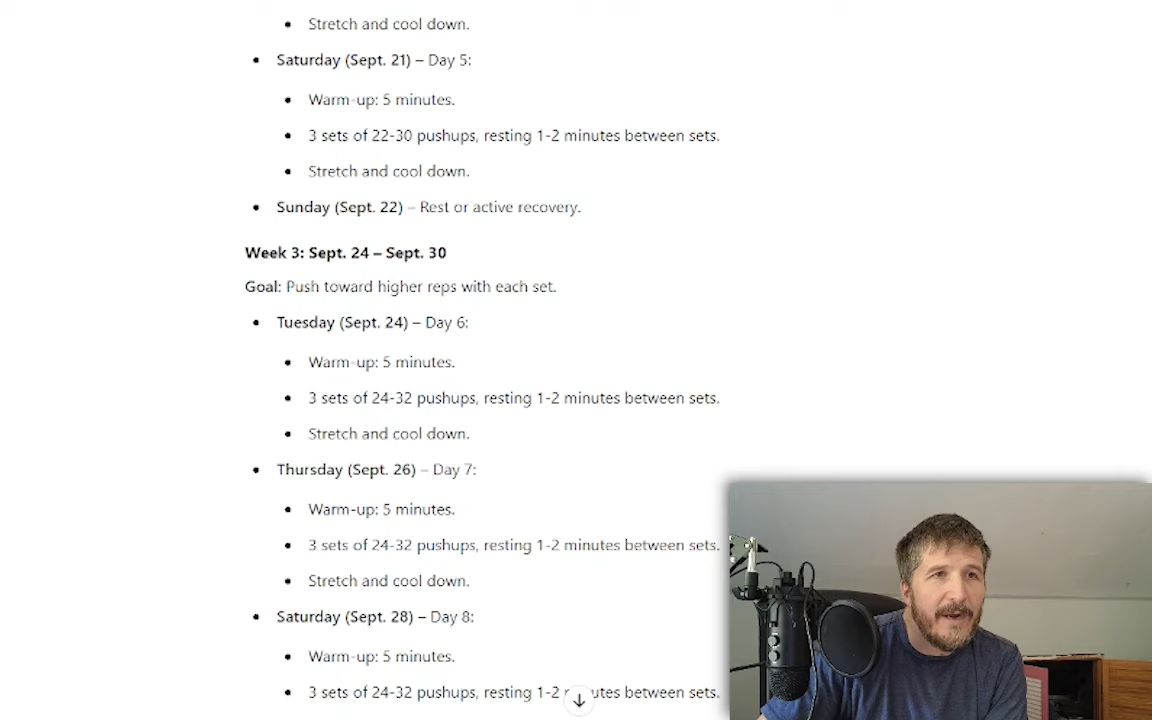 Stretch and cool down.
Saturday (Sept. 21) – Day 5:
Warm-up: 5 minutes.
3 sets of 22-30 pushups, resting 1-2 minutes between sets.
Stretch and cool down.
Sunday (Sept. 22) – Rest or active recovery.
Week 3: Sept. 24 – Sept. 30
Goal: Push toward higher reps with each set.
Tuesday (Sept. 24) – Day 6:
Warm-up: 5 minutes.
3 sets of 24-32 pushups, resting 1-2 minutes between sets.
Stretch and cool down.
Thursday (Sept. 26) – Day 7:
Warm-up: 5 minutes.
3 sets of 24-32 pushups, resting 1-2 minutes between sets.
Stretch and cool down.
Saturday (Sept. 28) – Day 8:
Warm-up: 5 minutes.
3 sets of 24-32 pushups, resting 1-2 between sets.